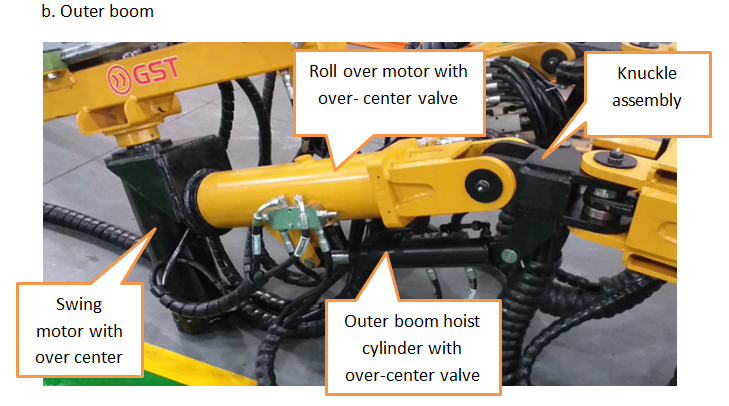 b. Outer boom
GST
Roll over motor with
over- center valve
Knuckle
assembly
Swing
motor with
over center
Outer boom hoist
cylinder with
over-center valve